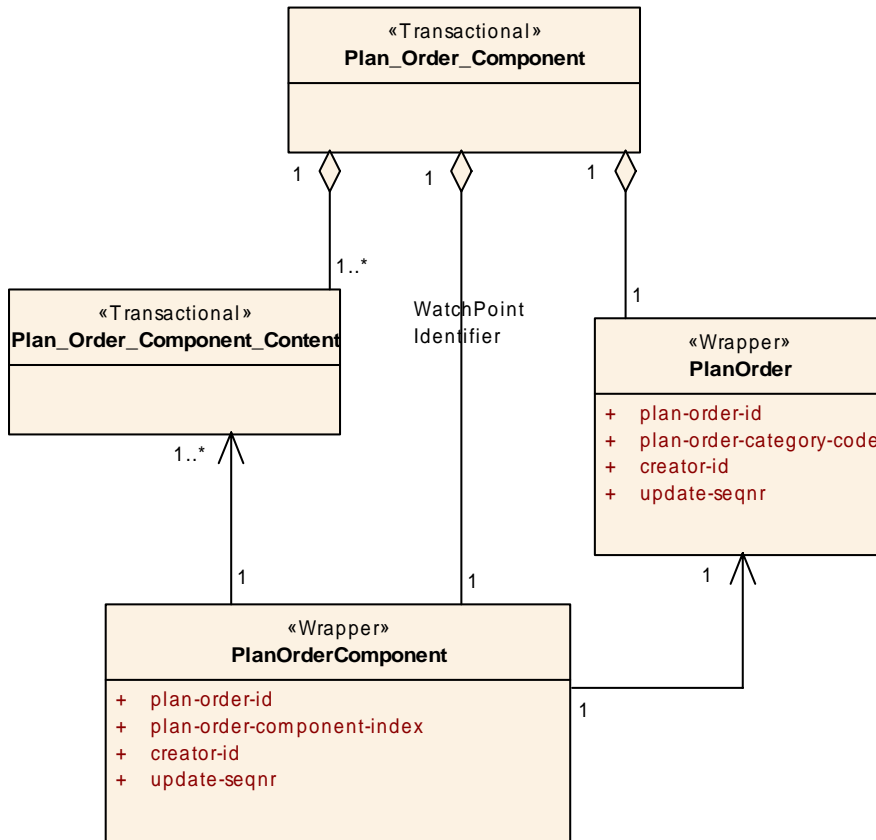 «Transactional»
Plan_Order_Component
1
1
1
1..*
«Transactional»
Plan_Order_Component_Content
WatchPoint
Identifier
1
«Wrapper»
PlanOrder
+ plan-order-id
+ plan-order-category-code
+ creator-id
+ update-seqnr
1..*
1
1
1
«Wrapper»
PlanOrderComponent
+ plan-order-id
+ plan-order-component-index
+ creator-id
+ update-seqnr
1